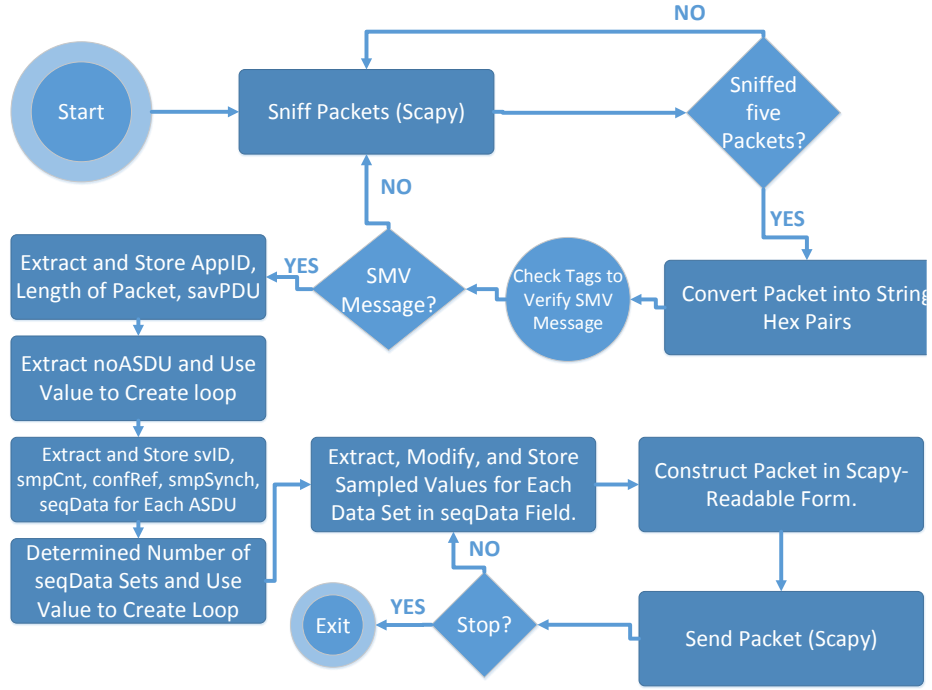 NO
Start
Sniff Packets (Scapy)
Sniffed
five
Packets?
NO
YES
Extract and Store AppID,
Length of Packet, savPDU
YES
SMV
Message?
Check Tags to
Verify SMV
Message
Convert Packet into String
Hex Pairs
Extract noASDU and Use
Value to Create loop
Extract and Store svID,
smpCnt, confRef, smpSynch,
seqData for Each ASDU
Extract, Modify, and Store
Sampled Values for Each
Data Set in seqData Field.
Construct Packet in Scapy-
Readable Form.
Determined Number of
seqData Sets and Use
Value to Create Loop
NO
YES
Exit
Stop?
Send Packet (Scapy)